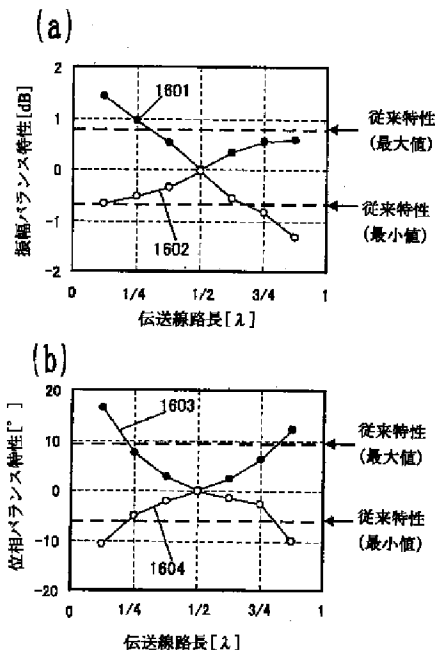 (a)
振幅バランス特性[dB]
2
1
0
-1
-2
1601
1602
従来特性
(最大値)
従来特性
(最小値)
0
1/4
1/2
3/4
1
伝送線路長[λ]
(b)
位相バランス特性[°]
20
10
0
-10
-20
1603
1604
従来特性
(最大値)
従来特性
(最小値)
0
1/4
1/2
3/4
1
伝送線路長[λ]